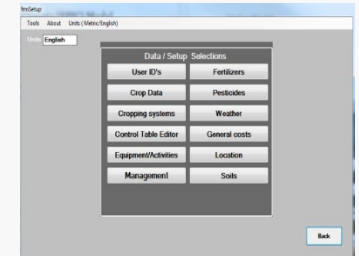 frmSetup
Tools About Units ( Metric/English)
Units English
Data / Setup Selections
User ID's Fertilizers
Crop Data Pesticides
Cropping systems Weather
Control Table Editor General costs
Equipment/Activities Location
Management Soils
Back